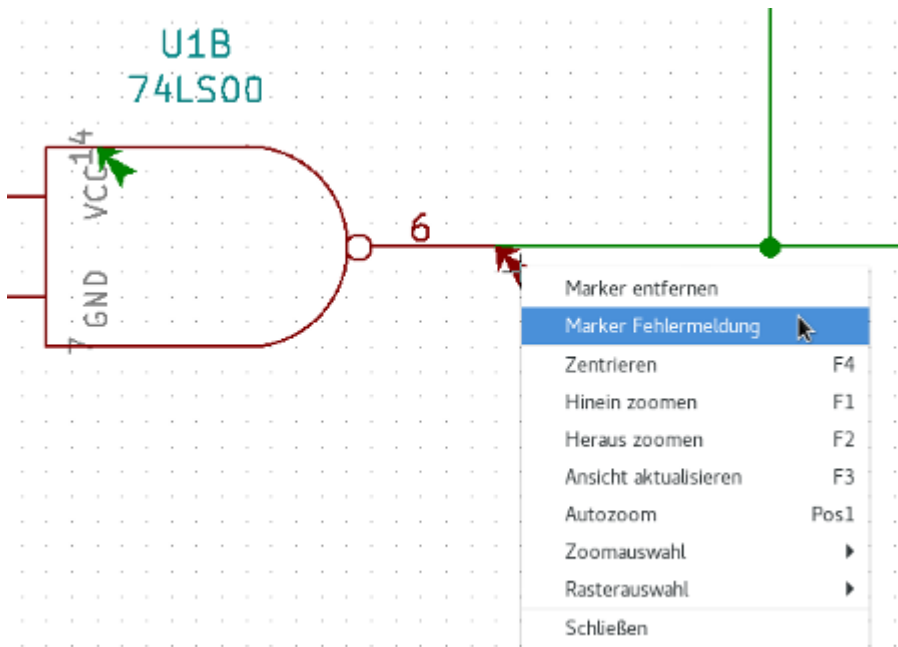 U1B
74LS00
14
VCC
6
GND
7
Marker entfernen
Marker Fehlermeldung
Zentrieren F4
Hinein zoomen F1
Heraus zoomen F2
Ansicht aktualisieren F3
Autozoom Pos1
Zoomauswahl
Rasterauswahl
Schließen